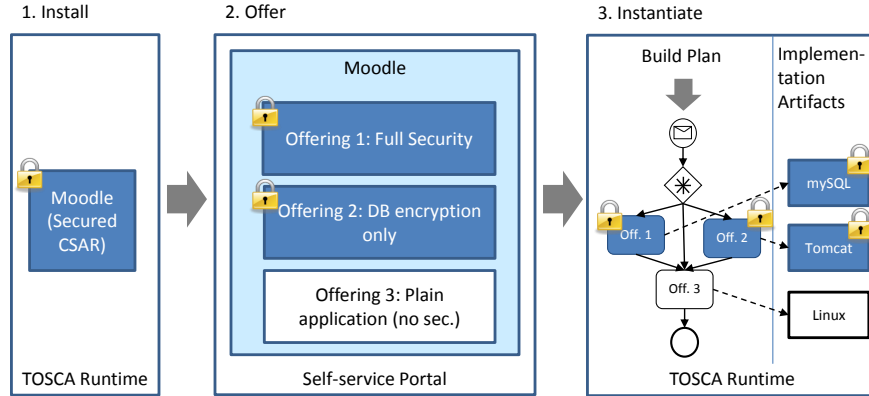 1. Install
Moodle
(Secured
CSAR)
TOSCA Runtime
2. Offer
Moodle
Offering 1: Full Security
Offering 2: DB encryption
only
Offering 3: Plain
application (no sec.)
Self-service Portal
3. Instantiate
Build Plan
Implemen-
tation
Artifacts
mySQL
Off. 1
Off. 2
Tomcat
Off. 3
Linux
TOSCA Runtime